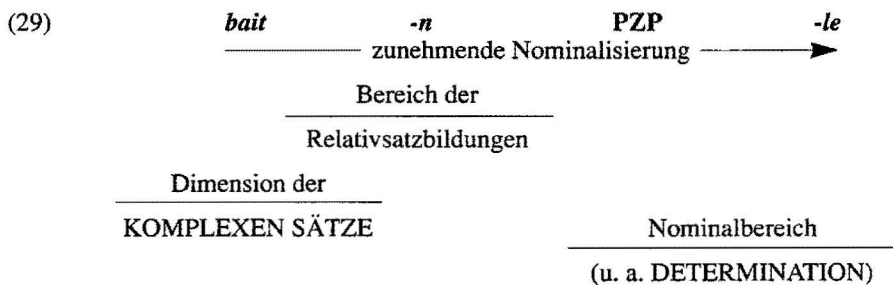 (29) bait -n PZP -le
zunehmende Nominalisierung
Bereich der
Relativsatzbildungen
Dimension der
KOMPLEXEN SÄTZE Nominalbereich
(u. a. DETERMINATION)